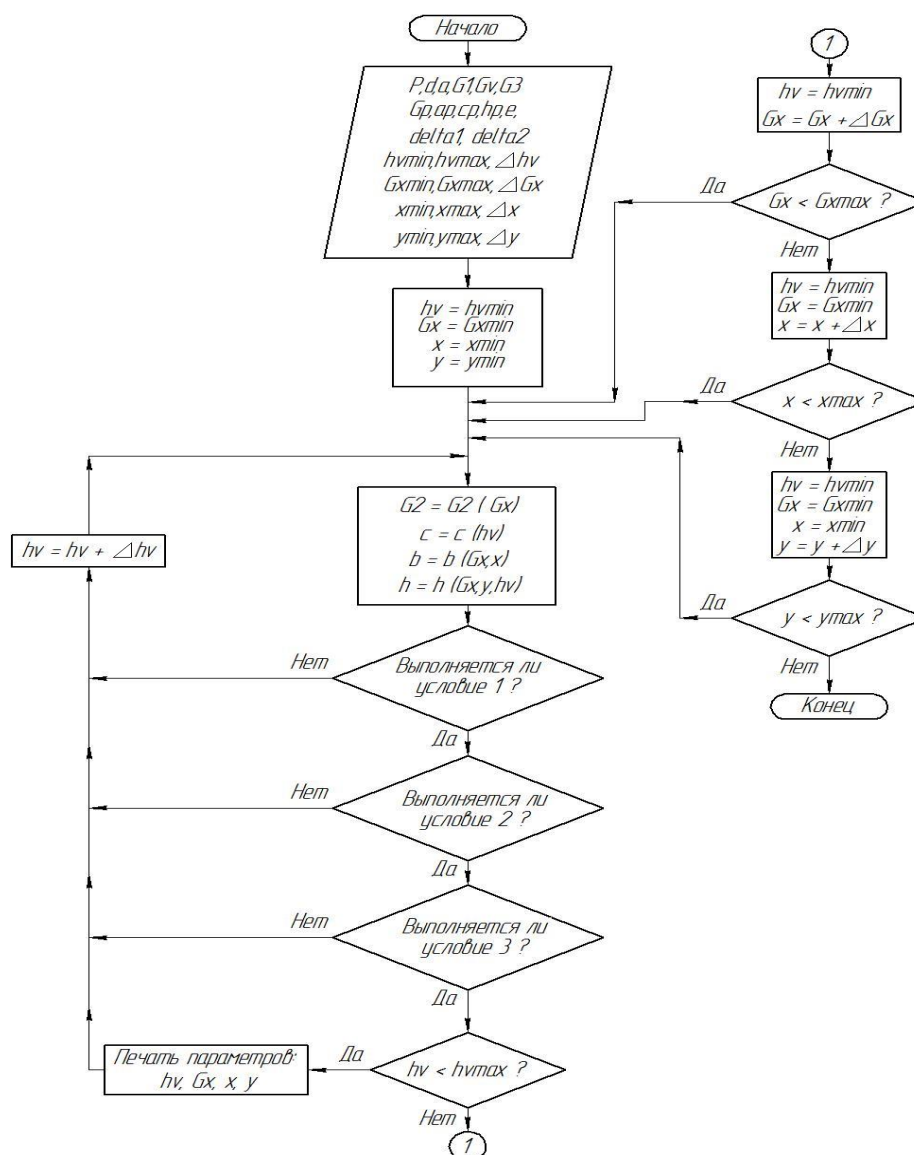 Начало
P,d,a,G1,Gv,G3
Gp,ap,cp,hp,e,
delta1, delta2
hvmin,hvmax, △hv
Gxmin,Gxmax, △Gx
xmin,xmax, △x
ymin,ymax, △y
hv = hvmin
Gx = Gxmin
x = xmin
y = ymin
G2 = G2 ( Gx)
c = c (hv)
b = b (Gx,x)
h = h (Gx,y,hv)
hv = hv + △hv
Выполняется ли
условие 1 ?
Нет
Да
Выполняется ли
условие 2 ?
Нет
Да
Выполняется ли
условие 3 ?
Нет
Да
hv < hvmax ?
Да
Печать параметров:
hv, Gx, x, y
Нет
1
1
hv = hvmin
Gx = Gx + △Gx
Gx < Gxmax ?
Да
Нет
hv = hvmin
Gx = Gxmin
x = x + △x
x < xmax ?
Да
Нет
hv = hvmin
Gx = Gxmin
x = xmin
y = y + △y
y < ymax ?
Да
Нет
Конец